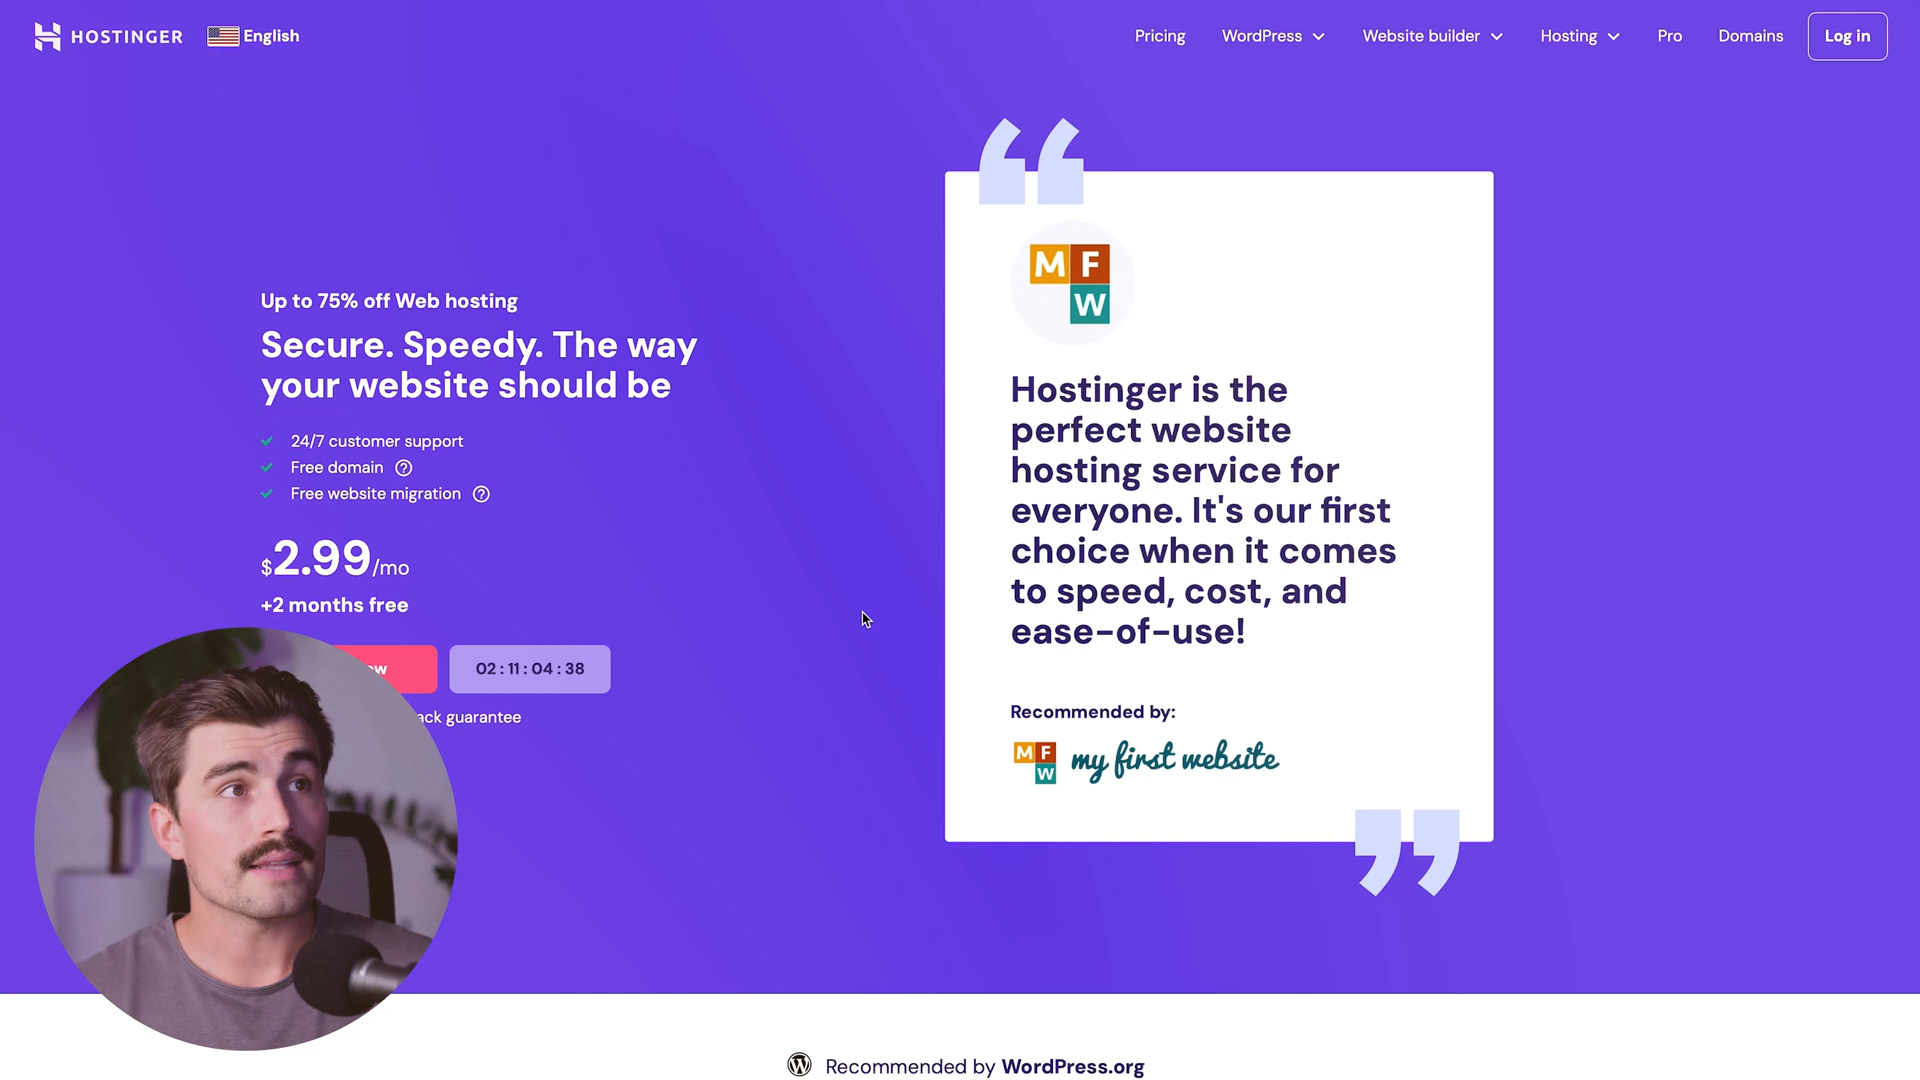 HOSTINGER
English
Pricing
WordPress
Website builder
Hosting
Pro
Domains
Log in
Up to 75% off Web hosting
Secure. Speedy. The way
your website should be
24/7 customer support
Free domain ?
Free website migration ?
$2.99/mo
+2 months free
02 : 11 : 04 : 38
guarantee
M F
W
Hostinger is the
perfect website
hosting service for
everyone. It's our first
choice when it comes
to speed, cost, and
ease-of-use!
Recommended by:
M F
W
my first website
Recommended by WordPress.org